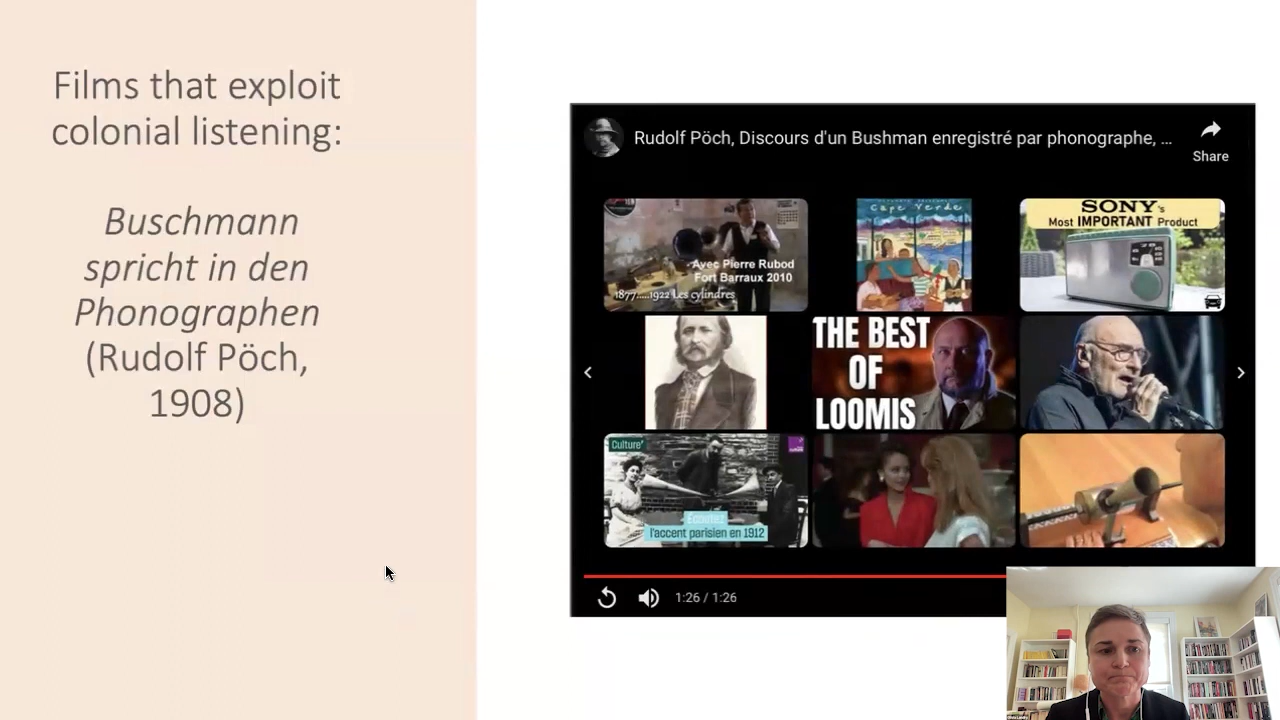 Films that exploit
colonial listening:
Buschmann
spricht in den
Phonographen
(Rudolf Pöch,
1908)
Rudolf Pöch, Discours d'un Bushman enregistré par phonographe, ...
Share
Avec Pierre Rubod
Fort Barraux 2010
1877.....1922 Les cylindres
Cape Verde
SONY's
Most IMPORTANT Product
THE BEST
OF
LOOMIS
Culture
Écoutez
l'accent parisien en 1912
1:26 / 1:26